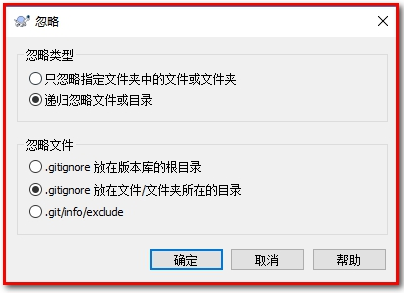 忽略
忽略类型
只忽略指定文件夹中的文件或文件夹
递归忽略文件或目录
忽略文件
.gitignore 放在版本库的根目录
.gitignore 放在文件/文件夹所在的目录
.git/info/exclude
确定 取消 帮助